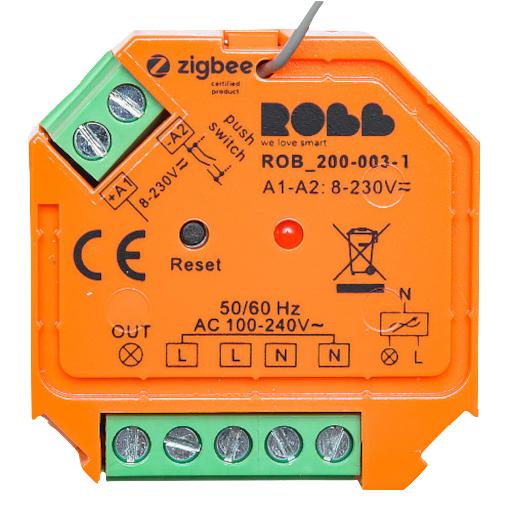 zigbee
certified
product
ROBB
we love smart
-A2
push
switch
ROB_200-003-1
+A1
8-230V⎓
A1-A2: 8-230V⎓
CE
Reset
50/60 Hz
AC 100-240V~
OUT
L L N N
N
L